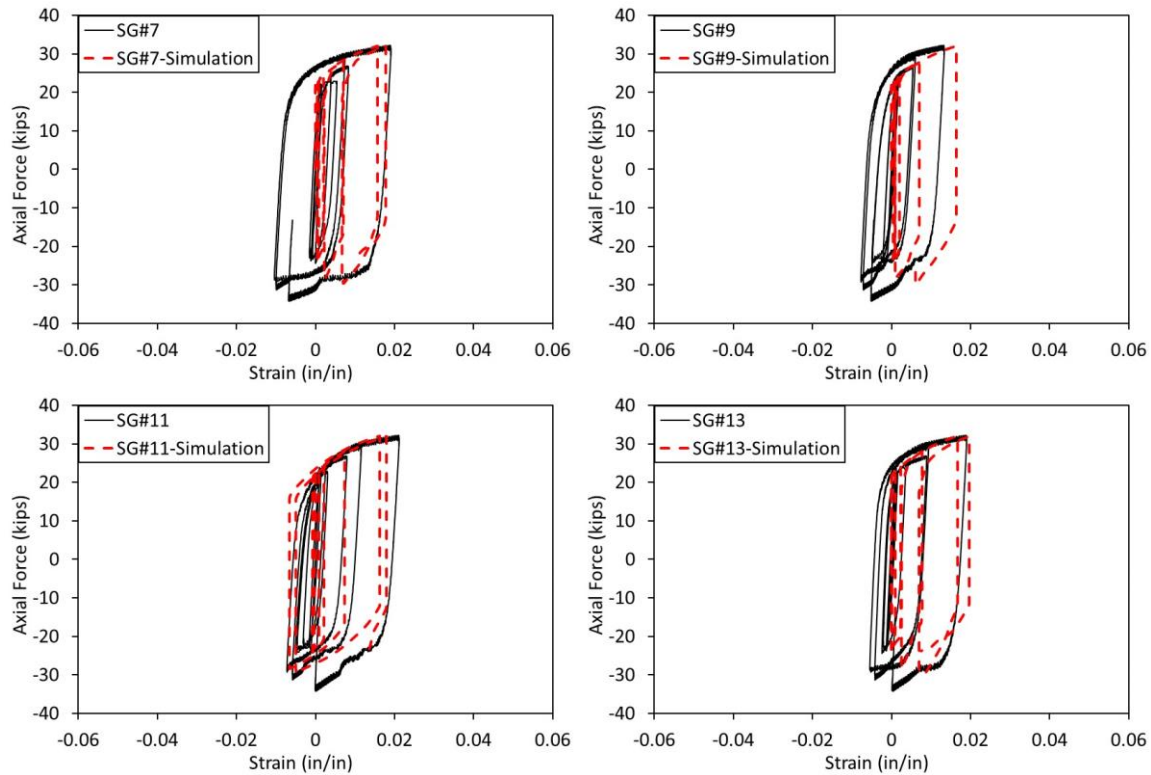 SG#7
SG#7-Simulation
40
30
20
10
0
-10
-20
-30
-40
Axial Force (kips)
-0.06 -0.04 -0.02 0 0.02 0.04 0.06
Strain (in/in)
SG#9
SG#9-Simulation
40
30
20
10
0
-10
-20
-30
-40
Axial Force (kips)
-0.06 -0.04 -0.02 0 0.02 0.04 0.06
Strain (in/in)
SG#11
SG#11-Simulation
40
30
20
10
0
-10
-20
-30
-40
Axial Force (kips)
-0.06 -0.04 -0.02 0 0.02 0.04 0.06
Strain (in/in)
SG#13
SG#13-Simulation
40
30
20
10
0
-10
-20
-30
-40
Axial Force (kips)
-0.06 -0.04 -0.02 0 0.02 0.04 0.06
Strain (in/in)